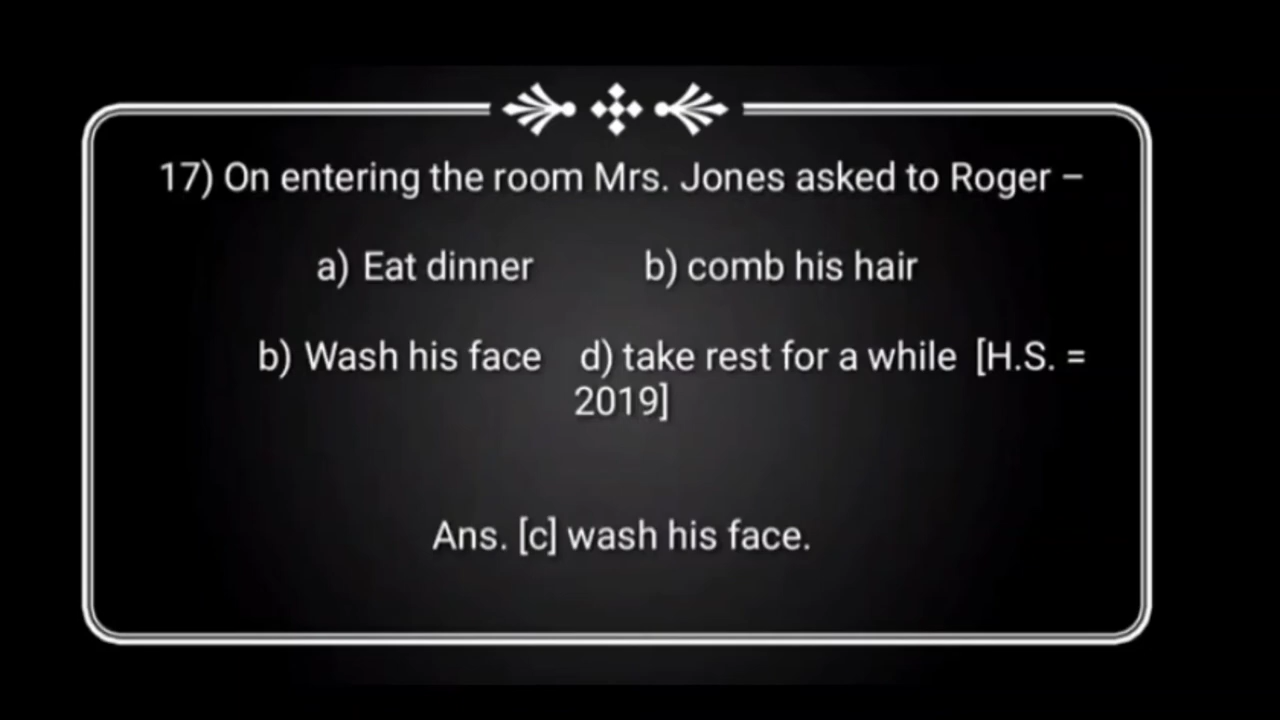 17) On entering the room Mrs. Jones asked to Roger –
a) Eat dinner b) comb his hair
b) Wash his face d) take rest for a while [H.S. =
2019]
Ans. [c] wash his face.